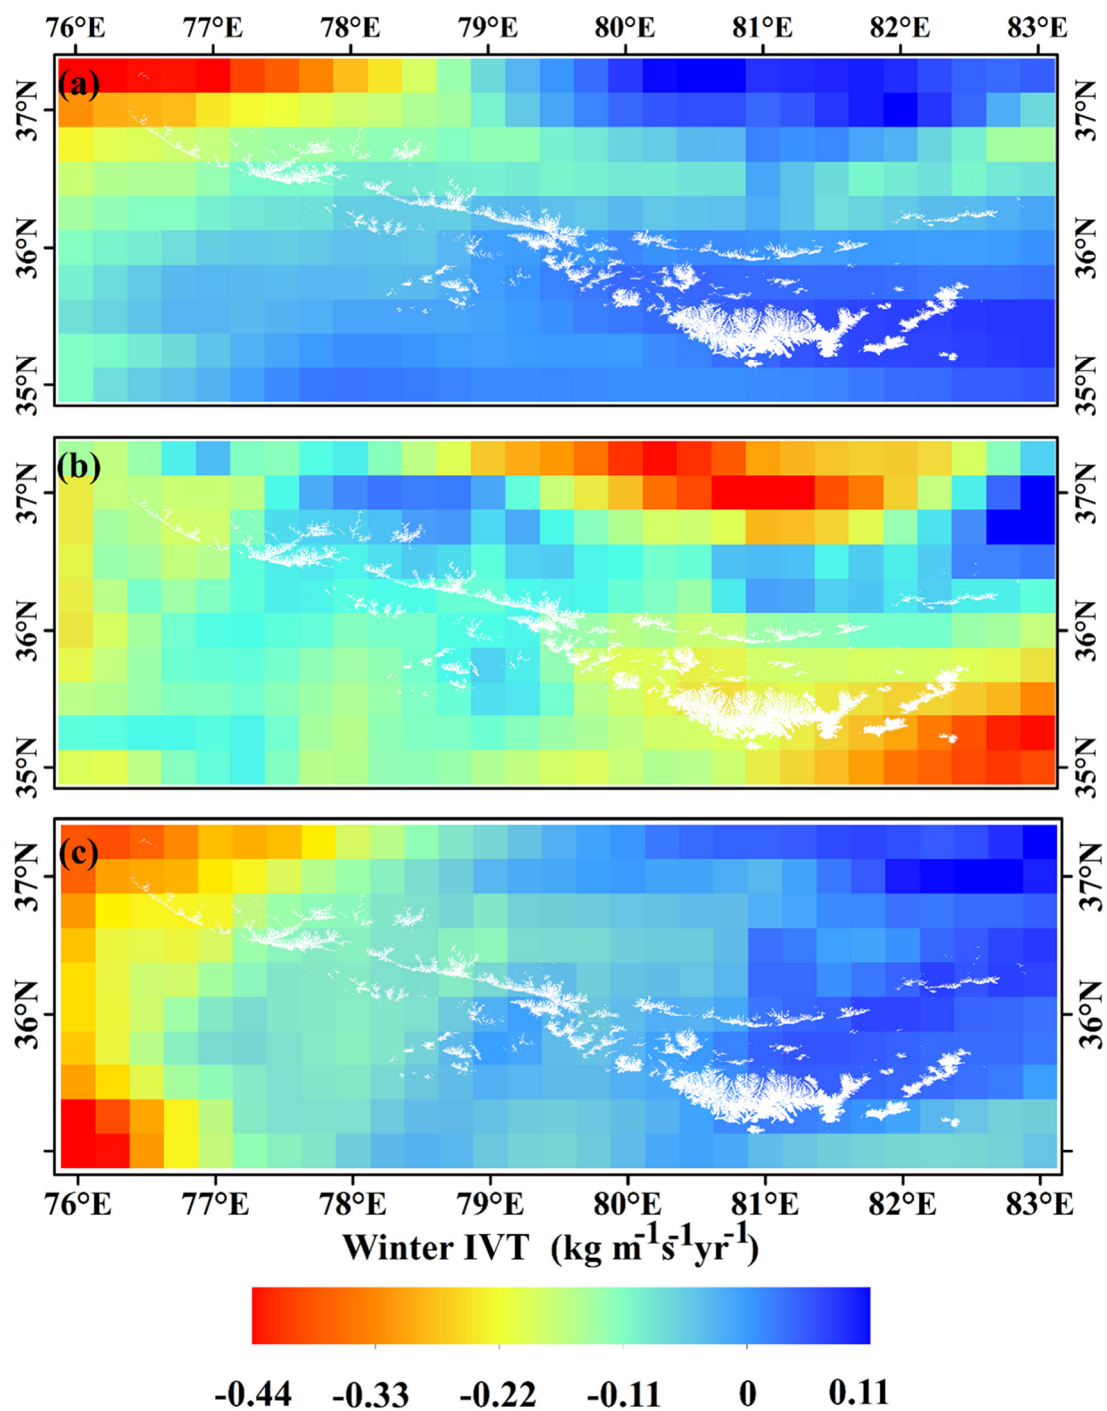 76°E 77°E 78°E 79°E 80°E 81°E 82°E 83°E
(a)
37°N 37°N
36°N 36°N
35°N 35°N
(b)
37°N 37°N
36°N 36°N
35°N 35°N
(c)
37°N 37°N
36°N 36°N
76°E 77°E 78°E 79°E 80°E 81°E 82°E 83°E
Winter IVT (kg m⁻¹s⁻¹yr⁻¹)
-0.44 -0.33 -0.22 -0.11 0 0.11